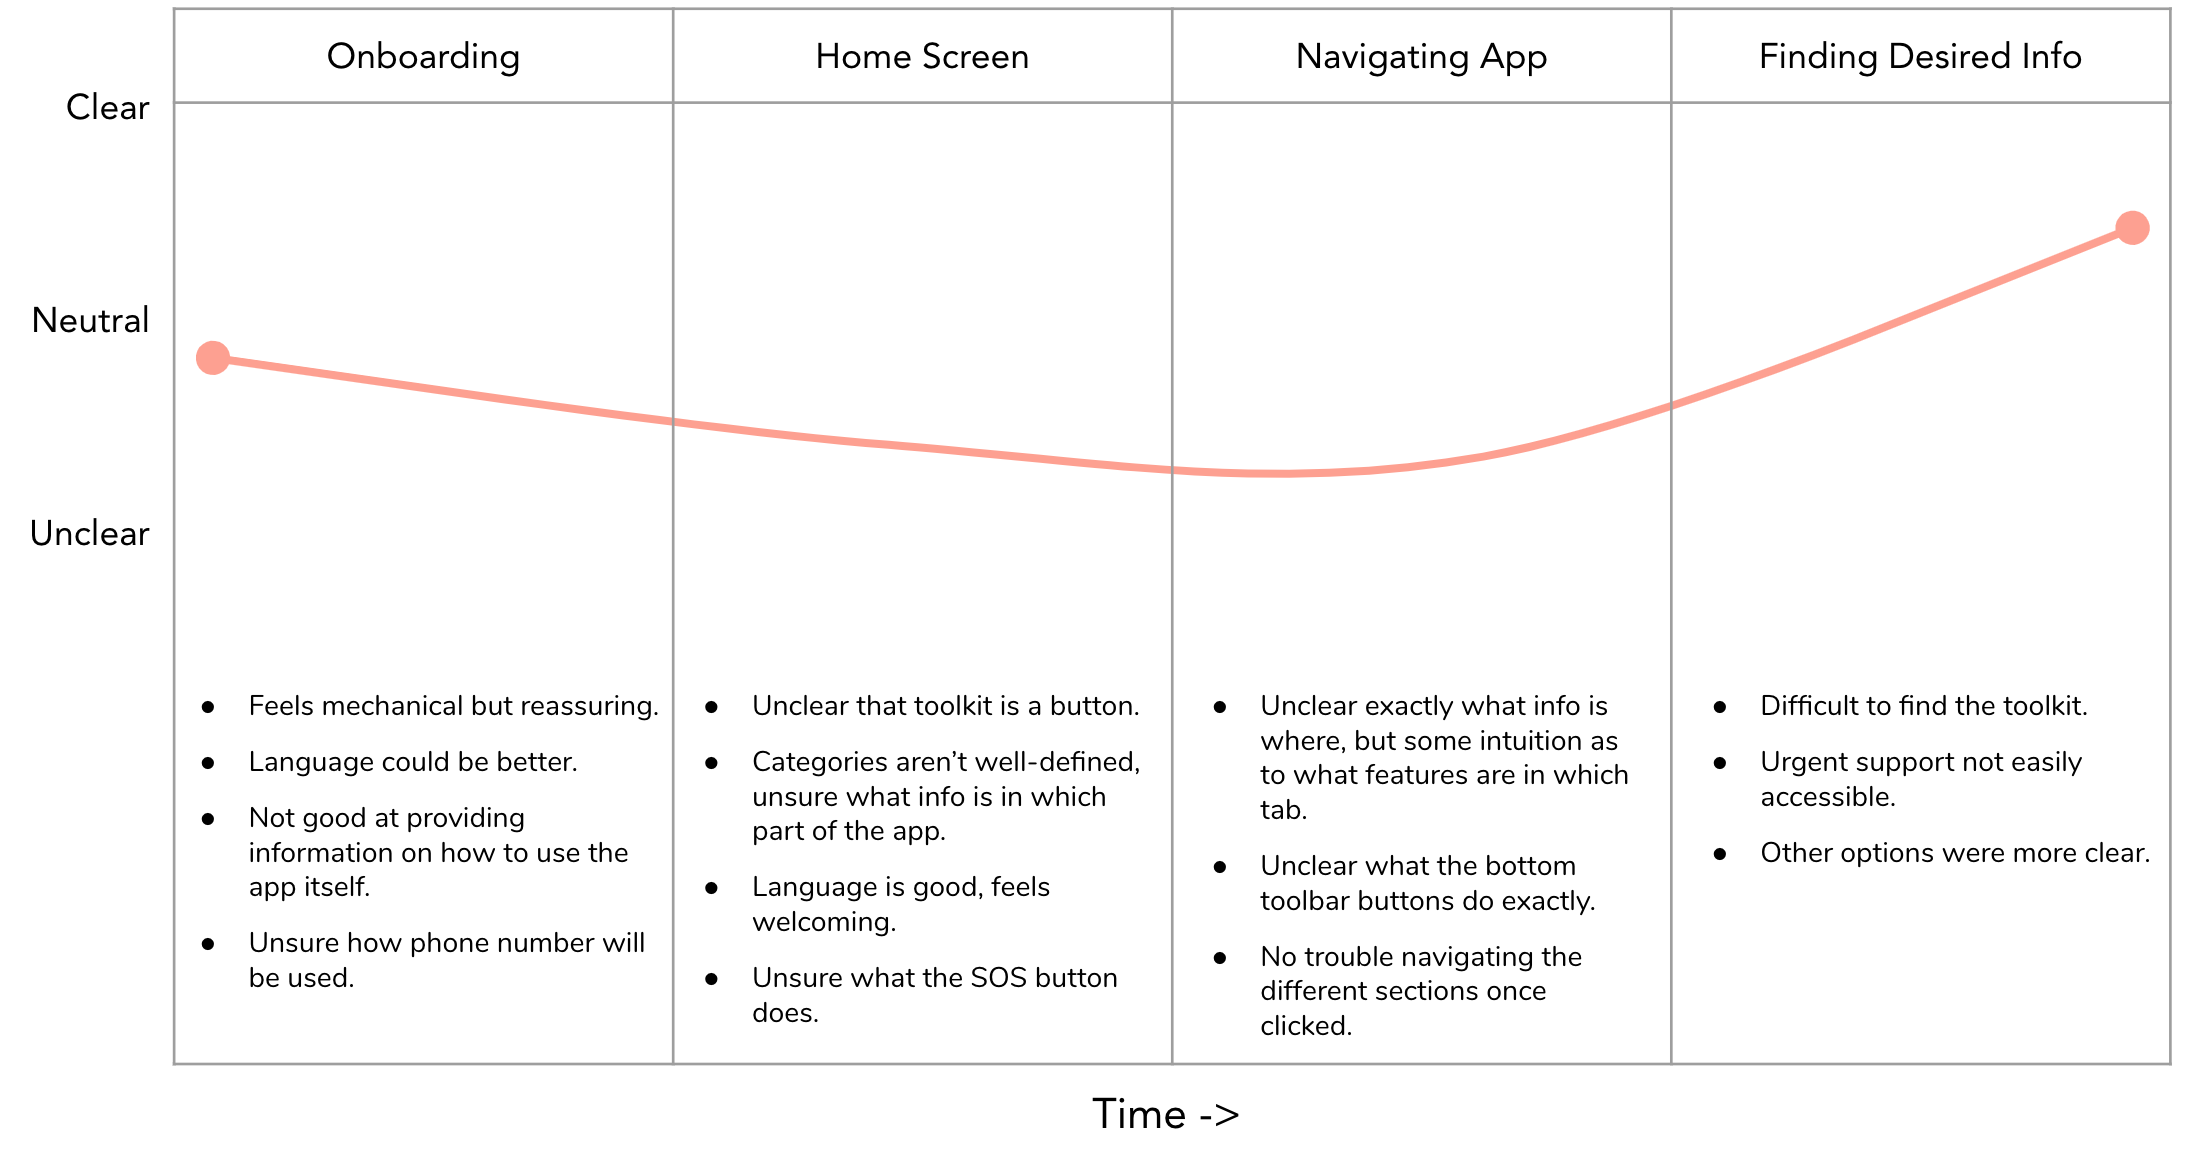 Onboarding
Home Screen
Navigating App
Finding Desired Info
Clear
Neutral
Unclear
● Feels mechanical but reassuring.
● Language could be better.
● Not good at providing
information on how to use the
app itself.
● Unsure how phone number will
be used.
● Unclear that toolkit is a button.
● Categories aren’t well-defined,
unsure what info is in which
part of the app.
● Language is good, feels
welcoming.
● Unsure what the SOS button
does.
● Unclear exactly what info is
where, but some intuition as
to what features are in which
tab.
● Unclear what the bottom
toolbar buttons do exactly.
● No trouble navigating the
different sections once
clicked.
● Difficult to find the toolkit.
● Urgent support not easily
accessible.
● Other options were more clear.
Time ->